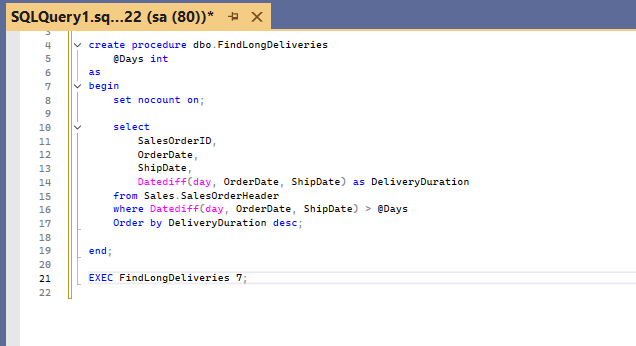 SQLQuery1.sq...22 (sa (80))*
3
4 create procedure dbo.FindLongDeliveries
5 @Days int
6 as
7 begin
8 set nocount on;
9
10 select
11 SalesOrderID,
12 OrderDate,
13 ShipDate,
14 Datediff(day, OrderDate, ShipDate) as DeliveryDuration
15 from Sales.SalesOrderHeader
16 where Datediff(day, OrderDate, ShipDate) > @Days
17 Order by DeliveryDuration desc;
18
19 end;
20
21 EXEC FindLongDeliveries 7;
22